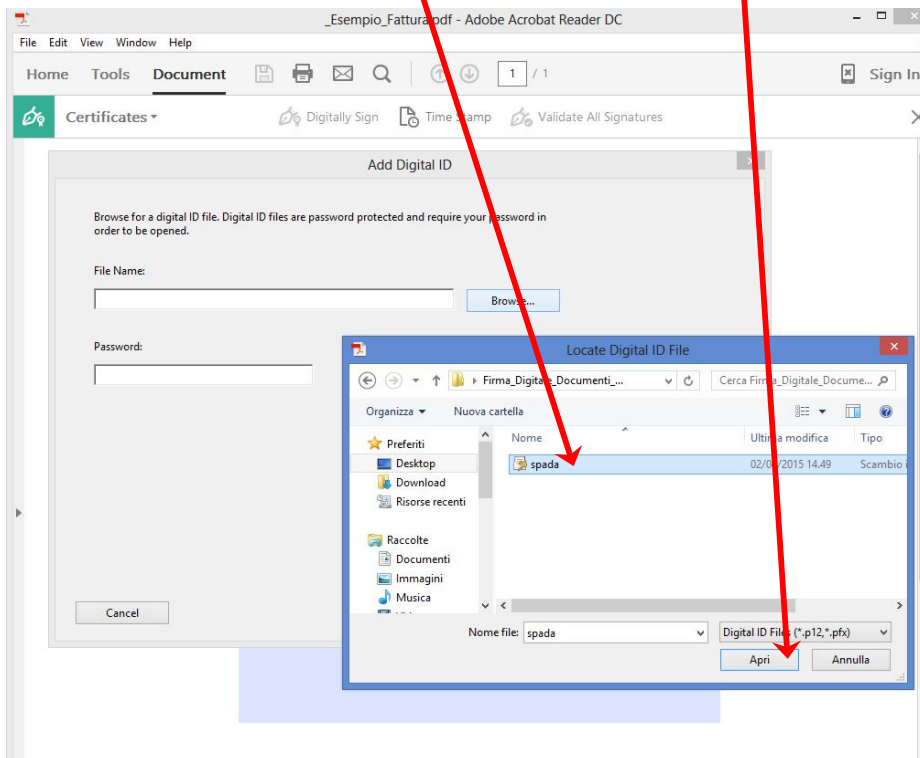 _Esempio_Fattura.pdf - Adobe Acrobat Reader DC
File Edit View Window Help
Home Tools Document 1 / 1 Sign In
Certificates Digitally Sign Time Stamp Validate All Signatures
Add Digital ID
Browse for a digital ID file. Digital ID files are password protected and require your password in
order to be opened.
File Name:
Browse...
Password:
Locate Digital ID File
Firma_Digitale_Documenti_... Cerca Firma_Digitale_Docume...
Organizza Nuova cartella
Preferiti
Desktop
Download
Risorse recenti
Raccolte
Documenti
Immagini
Musica
Nome Ultima modifica Tipo
spada 14.49 Scambio i
Nome file: spada Digital ID Files (*.p12,*.pfx)
Apri Annulla
Cancel